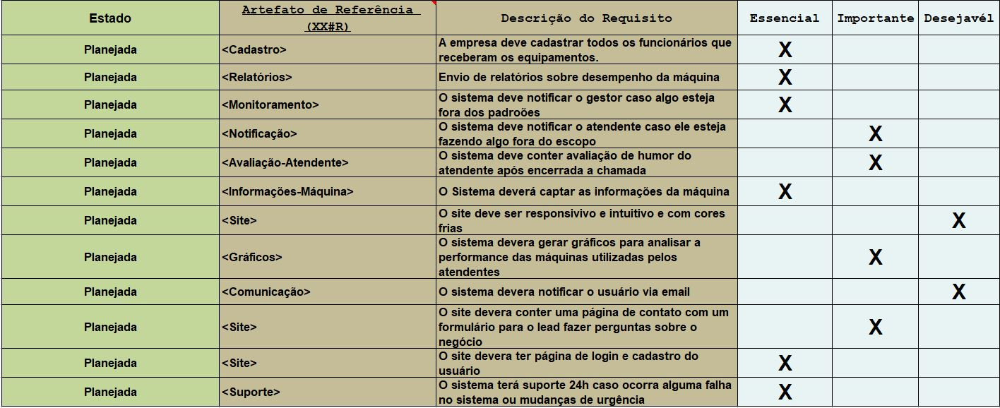 Estado
Artefato de Referência
(XX#R)
Descrição do Requisito
Essencial
Importante
Desejavél
Planejada
<Cadastro>
A empresa deve cadastrar todos os funcionários que
receberam os equipamentos.
X
Planejada
<Relatórios>
Envio de relatórios sobre desempenho da máquina
X
Planejada
<Monitoramento>
O sistema deve notificar o gestor caso algo esteja
fora dos padroões
X
Planejada
<Notificação>
O sistema deve notificar o atendente caso ele esteja
fazendo algo fora do escopo
X
Planejada
<Avaliação-Atendente>
O sistema deve conter avaliação de humor do
atendente após encerrada a chamada
X
Planejada
<Informações-Máquina>
O Sistema deverá captar as informações da máquina
X
Planejada
<Site>
O site deve ser responsivivo e intuitivo e com cores
frias
X
Planejada
<Gráficos>
O sistema devera gerar gráficos para analisar a
performance das máquinas utilizadas pelos
atendentes
X
Planejada
<Comunicação>
O sistema devera notificar o usuário via email
X
Planejada
<Site>
O site devera conter uma página de contato com um
formulário para o lead fazer perguntas sobre o
negócio
X
Planejada
<Site>
O site devera ter página de login e cadastro do
usuário
X
Planejada
<Suporte>
O sistema terá suporte 24h caso ocorra alguma falha
no sistema ou mudanças de urgência
X